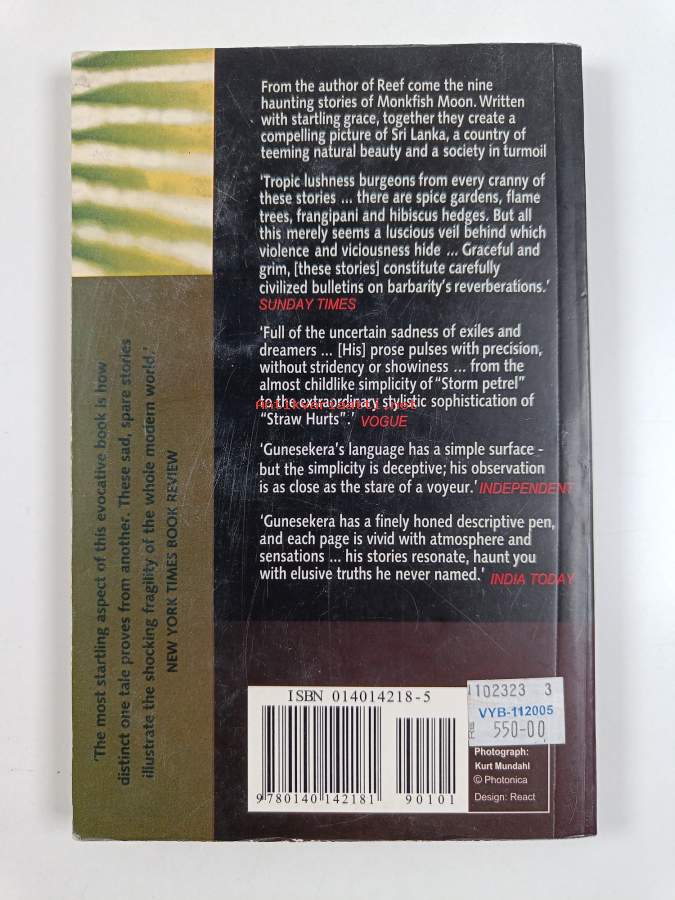 From the author of Reef come the nine
haunting stories of Monkfish Moon. Written
with startling grace, together they create a
compelling picture of Sri Lanka, a country of
teeming natural beauty and a society in turmoil
'Tropic lushness burgeons from every cranny of
these stories ... there are spice gardens, flame
trees, frangipani and hibiscus hedges. But all
this merely seems a luscious veil behind which
violence and viciousness hide ... Graceful and
grim, [these stories] constitute carefully
civilized bulletins on barbarity's reverberations.'
SUNDAY TIMES
'Full of the uncertain sadness of exiles and
dreamers ... [His] prose pulses with precision,
without stridency or showiness ... from the
almost childlike simplicity of "Storm petrel"
to the extraordinary stylistic sophistication of
"Straw Hurts".' VOGUE
Antikvariaatti.net
'Gunesekera's language has a simple surface -
but the simplicity is deceptive; his observation
is as close as the stare of a voyeur.' INDEPENDENT
'Gunesekera has a finely honed descriptive pen,
and each page is vivid with atmosphere and
sensations ... his stories resonate, haunt you
with elusive truths he never named.' INDIA TODAY
'The most startling aspect of this evocative book is how
distinct one tale proves from another. These sad, spare stories
illustrate the shocking fragility of the whole modern world.'
NEW YORK TIMES BOOK REVIEW
ISBN 014014218-5
9 780140 142181
90101
1102323 3
VYB-112005
RE 550-00
Photograph:
Kurt Mundahl
© Photonica
Design: React